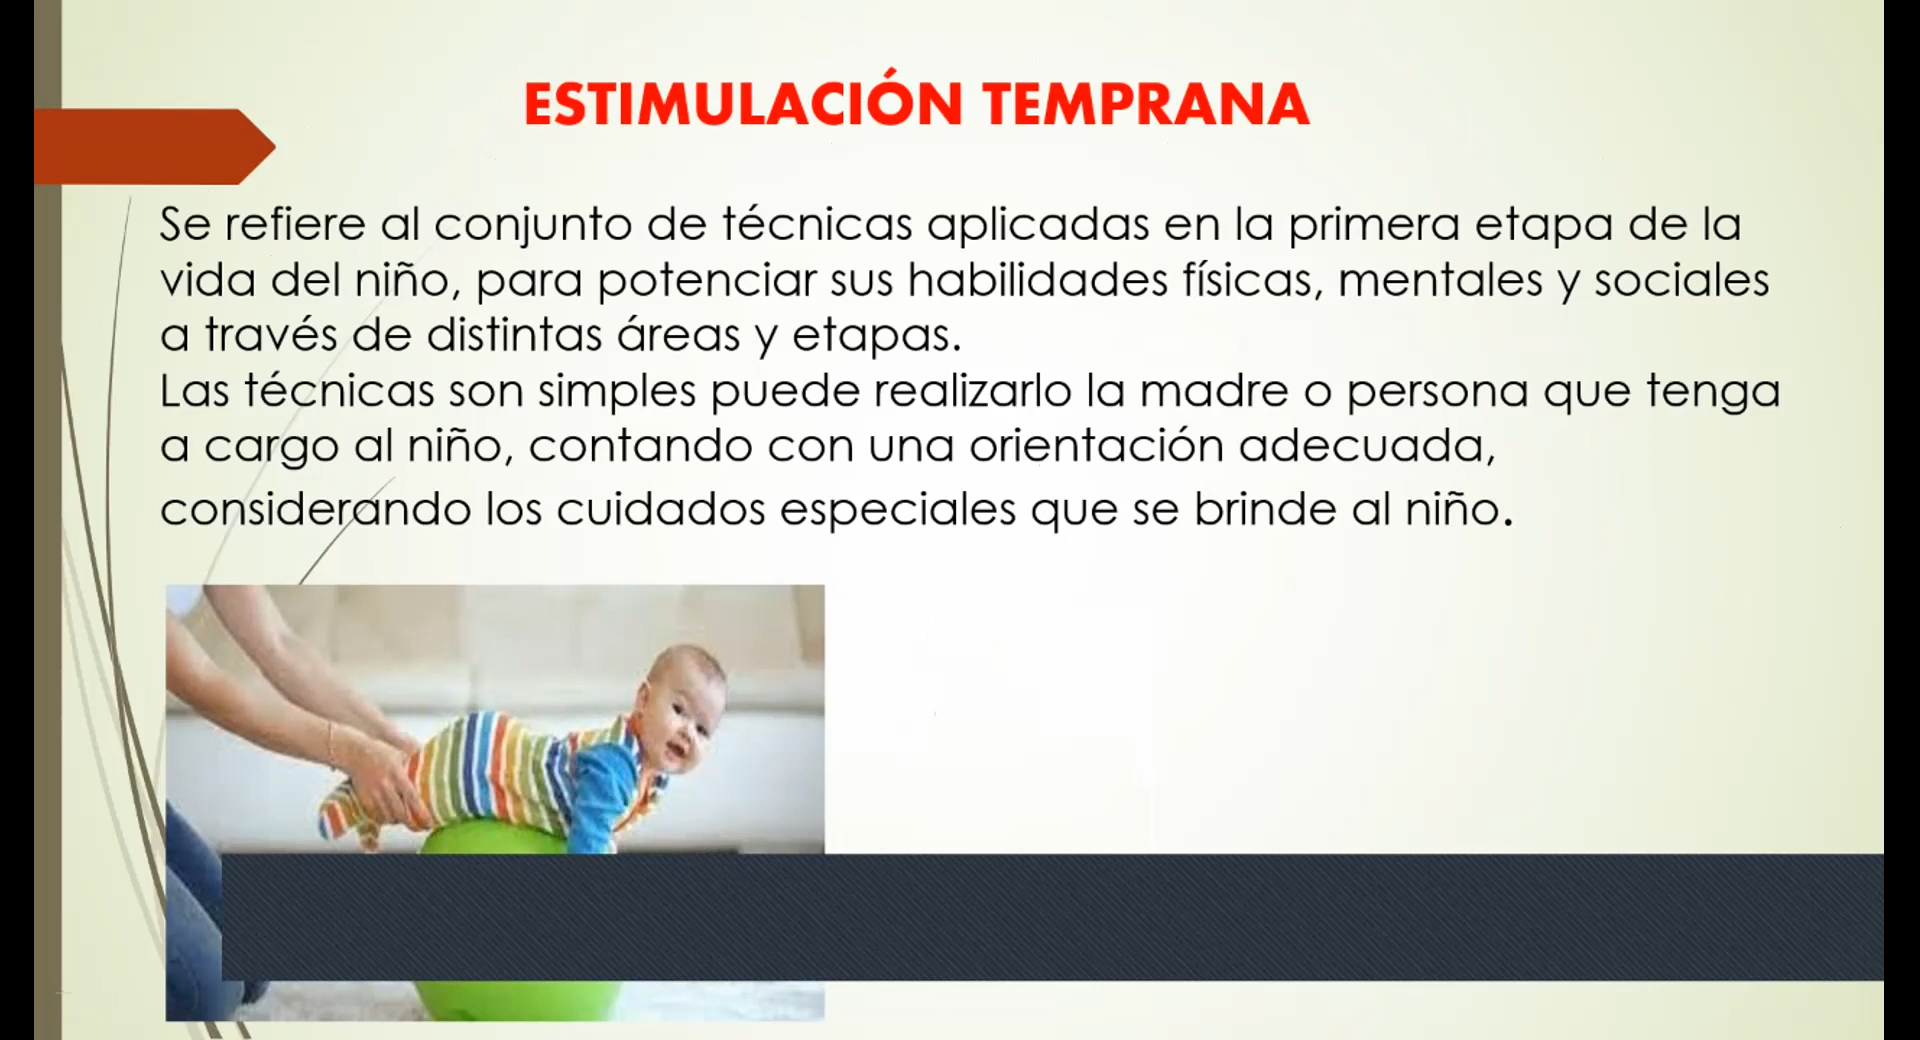 ESTIMULACIÓN TEMPRANA
Se refiere al conjunto de técnicas aplicadas en la primera etapa de la
vida del niño, para potenciar sus habilidades físicas, mentales y sociales
a través de distintas áreas y etapas.
Las técnicas son simples puede realizarlo la madre o persona que tenga
a cargo al niño, contando con una orientación adecuada,
considerando los cuidados especiales que se brinde al niño.